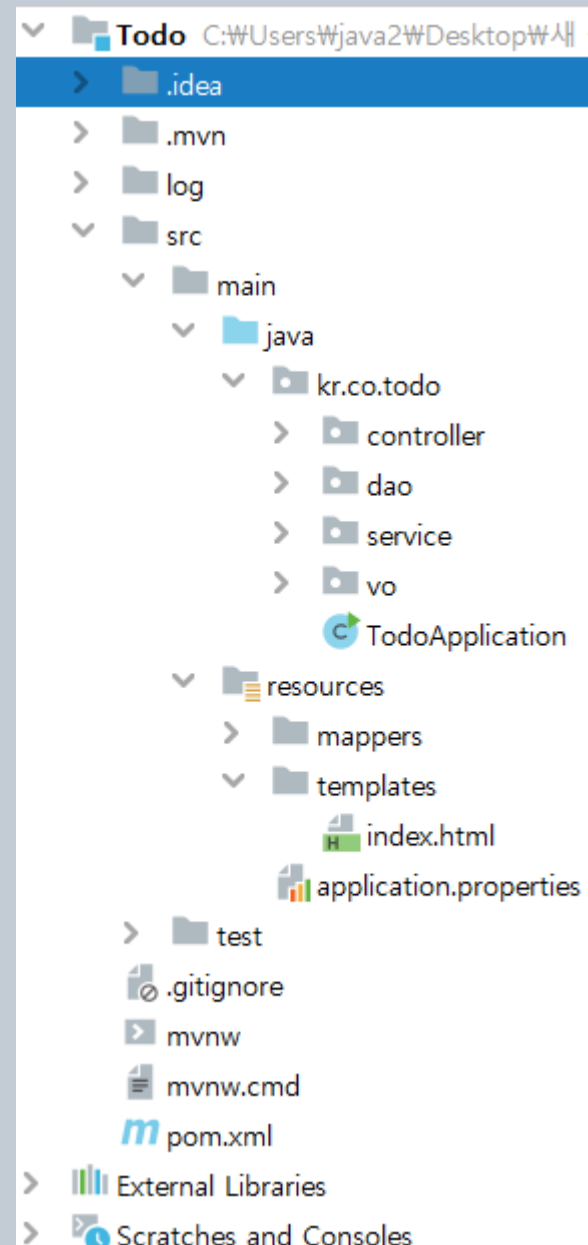 Todo C:₩Users₩java2₩Desktop₩새
.idea
.mvn
log
src
main
java
kr.co.todo
controller
dao
service
vo
C TodoApplication
resources
mappers
templates
H index.html
application.properties
test
.gitignore
mvnw
mvnw.cmd
m pom.xml
External Libraries
Scratches and Consoles